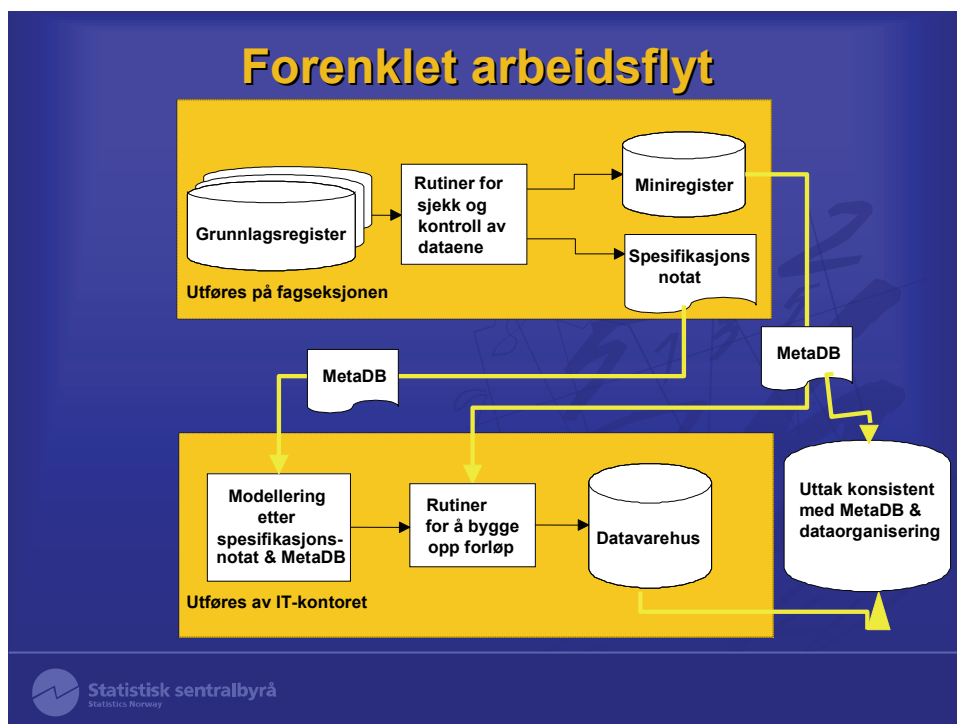 Forenklet arbeidsflyt
Grunnlagsregister
Rutiner for
sjekk og
kontroll av
dataene
Miniregister
Spesifikasjons
notat
Utføres på fagseksjonen
MetaDB
MetaDB
Modellering
etter
spesifikasjons-
notat & MetaDB
Rutiner
for å bygge
opp forløp
Datavarehus
Uttak konsistent
med MetaDB &
dataorganisering
Utføres av IT-kontoret
Statistisk sentralbyrå
Statistics Norway